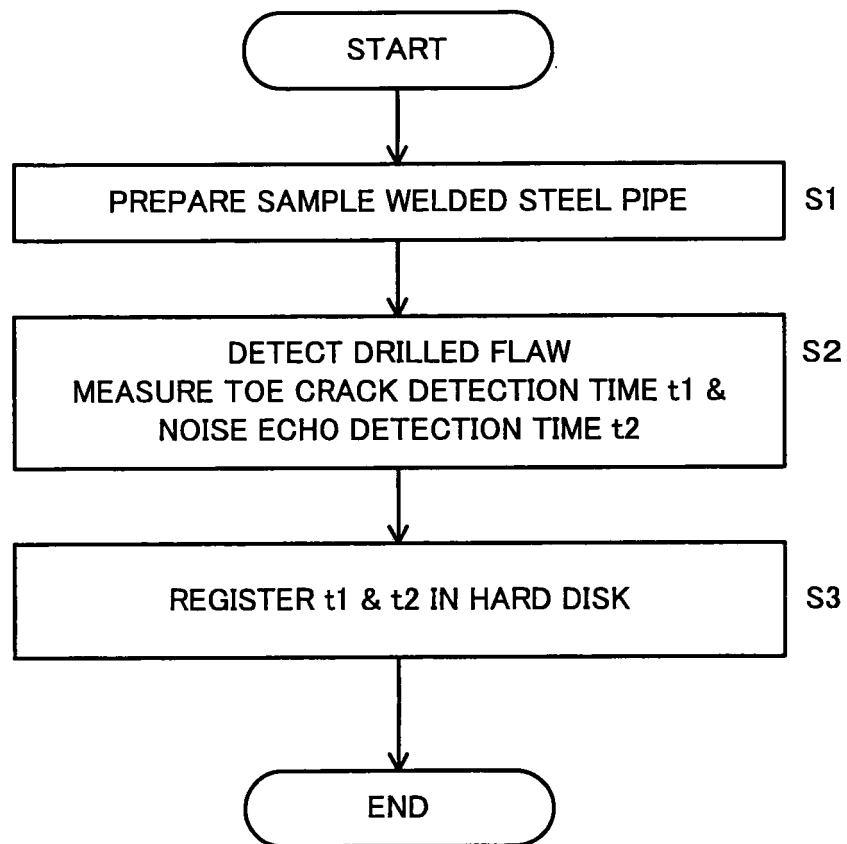 START
PREPARE SAMPLE WELDED STEEL PIPE S1
DETECT DRILLED FLAW S2
MEASURE TOE CRACK DETECTION TIME t1 &
NOISE ECHO DETECTION TIME t2
REGISTER t1 & t2 IN HARD DISK S3
END